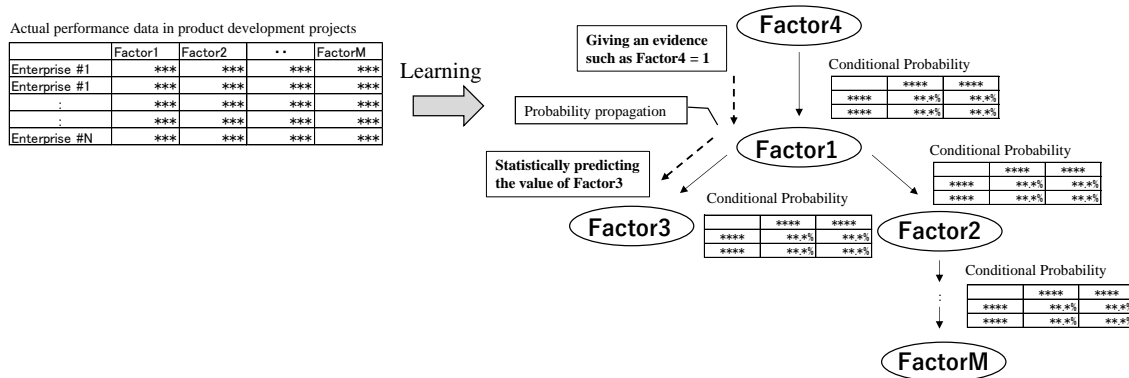 Actual performance data in product development projects
Factor1 Factor2 ・・ FactorM
Enterprise #1 *** *** *** ***
Enterprise #1 *** *** *** ***
: *** *** *** ***
: *** *** *** ***
Enterprise #N *** *** *** ***
Learning
Factor4
Giving an evidence
such as Factor4 = 1
Conditional Probability
**** ****
**** **.*% **.*%
**** **.*% **.*%
Probability propagation
Factor1
Statistically predicting
the value of Factor3
Conditional Probability
**** ****
**** **.*% **.*%
**** **.*% **.*%
Factor3
Conditional Probability
**** ****
**** **.*% **.*%
**** **.*% **.*%
Factor2
:
Conditional Probability
**** ****
**** **.*% **.*%
**** **.*% **.*%
FactorM